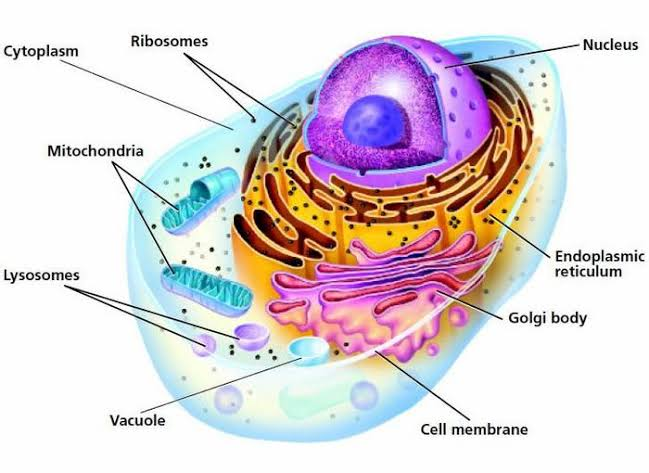 Ribosomes
Nucleus
Cytoplasm
Mitochondria
Endoplasmic
reticulum
Lysosomes
Golgi body
Vacuole
Cell membrane